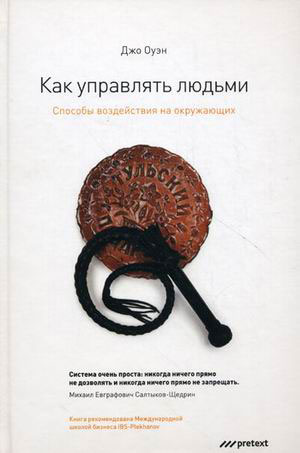 Джо Оуэн
Как управлять людьми
Способы воздействия на окружающих
ТУЛЬСКИЙ
Система очень проста: никогда ничего прямо
не дозволять и никогда ничего прямо не запрещать.
Михаил Евграфович Салтыков-Щедрин
Книга рекомендована Международной
школой бизнеса IBS-Plekhanov
pretext